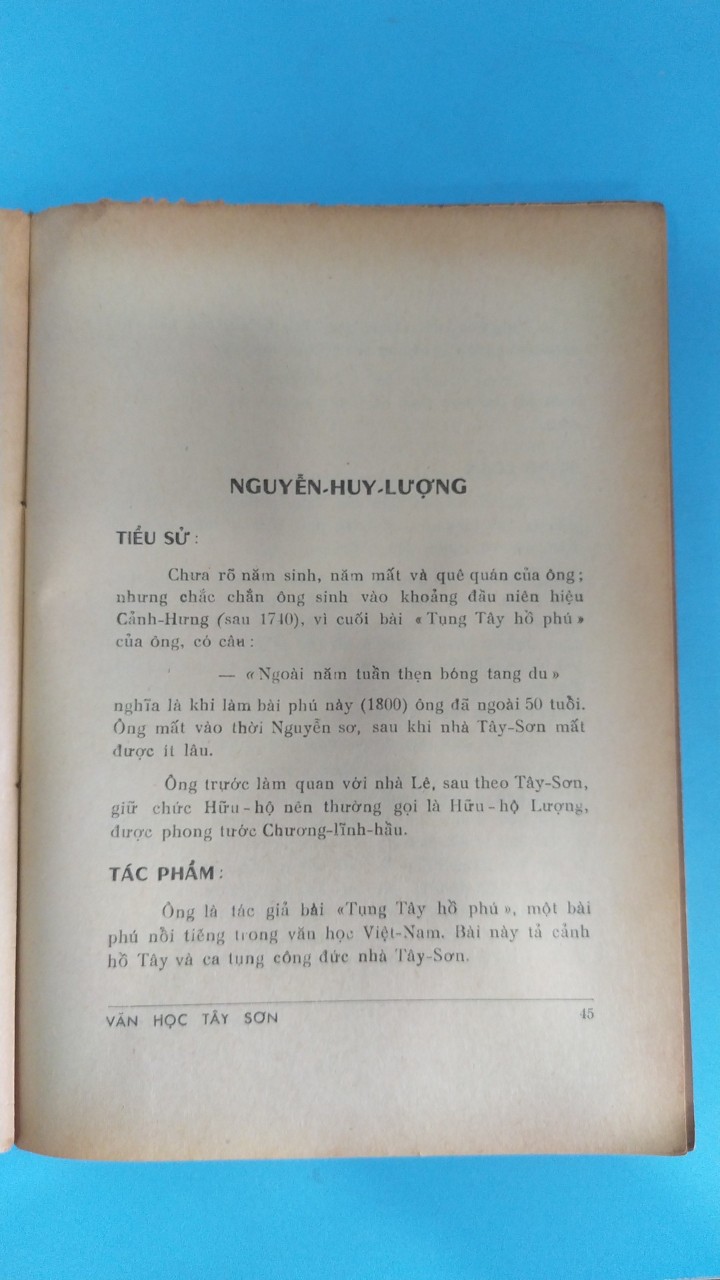 NGUYỄN-HUY-LƯỢNG
TIỂU SỬ :
Chưa rõ năm sinh, năm mất và quê quán của ông ;
nhưng chắc chắn ông sinh vào khoảng đầu niên hiệu
Cảnh-Hưng (sau 1740), vì cuối bài « Tụng Tây hồ phú »
của ông, có câu :
— « Ngoài năm tuần thẹn bóng tang du »
nghĩa là khi làm bài phú này (1800) ông đã ngoài 50 tuổi.
Ông mất vào thời Nguyễn sơ, sau khi nhà Tây-Sơn mất
được ít lâu.
Ông trước làm quan với nhà Lê, sau theo Tây-Sơn,
giữ chức Hữu - hộ nên thường gọi là Hữu - hộ Lượng,
được phong tước Chương-lĩnh-hầu.
TÁC PHẨM :
Ông là tác giả bài «Tụng Tây hồ phú », một bài
phú nổi tiếng trong văn học Việt-Nam. Bài này tả cảnh
hồ Tây và ca tụng công đức nhà Tây-Sơn.
VĂN HỌC TÂY SƠN 45